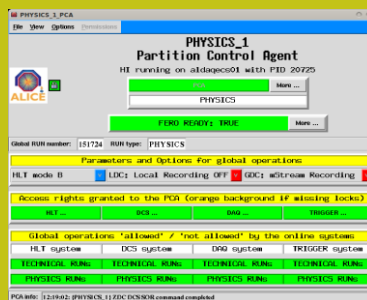 PHYSICS_1_PCA
File View Options Permissions
PHYSICS_1
Partition Control Agent
HI running on aldaqecs01 with PID 20725
ALICE
More ...
PHYSICS
FERO READY: TRUE
More ...
Global RUN number: 151724 RUN type: PHYSICS
Parameters and Options for global operations
HLT mode B LDC: Local Recording OFF GDC: mStream Recording
Access rights granted to the PCA (orange background if missing locks)
HLT ... DCS ... DAQ ... TRIGGER ...
Global operations 'allowed' / 'not allowed' by the online systems
HLT system DCS system DAQ system TRIGGER system
TECHNICAL RUNs TECHNICAL RUNs TECHNICAL RUNs TECHNICAL RUNs
PHYSICS RUNs PHYSICS RUNs PHYSICS RUNs PHYSICS RUNs
PCA info: 12:19:02: [PHYSICS_1] ZDC DCS SOR command completed